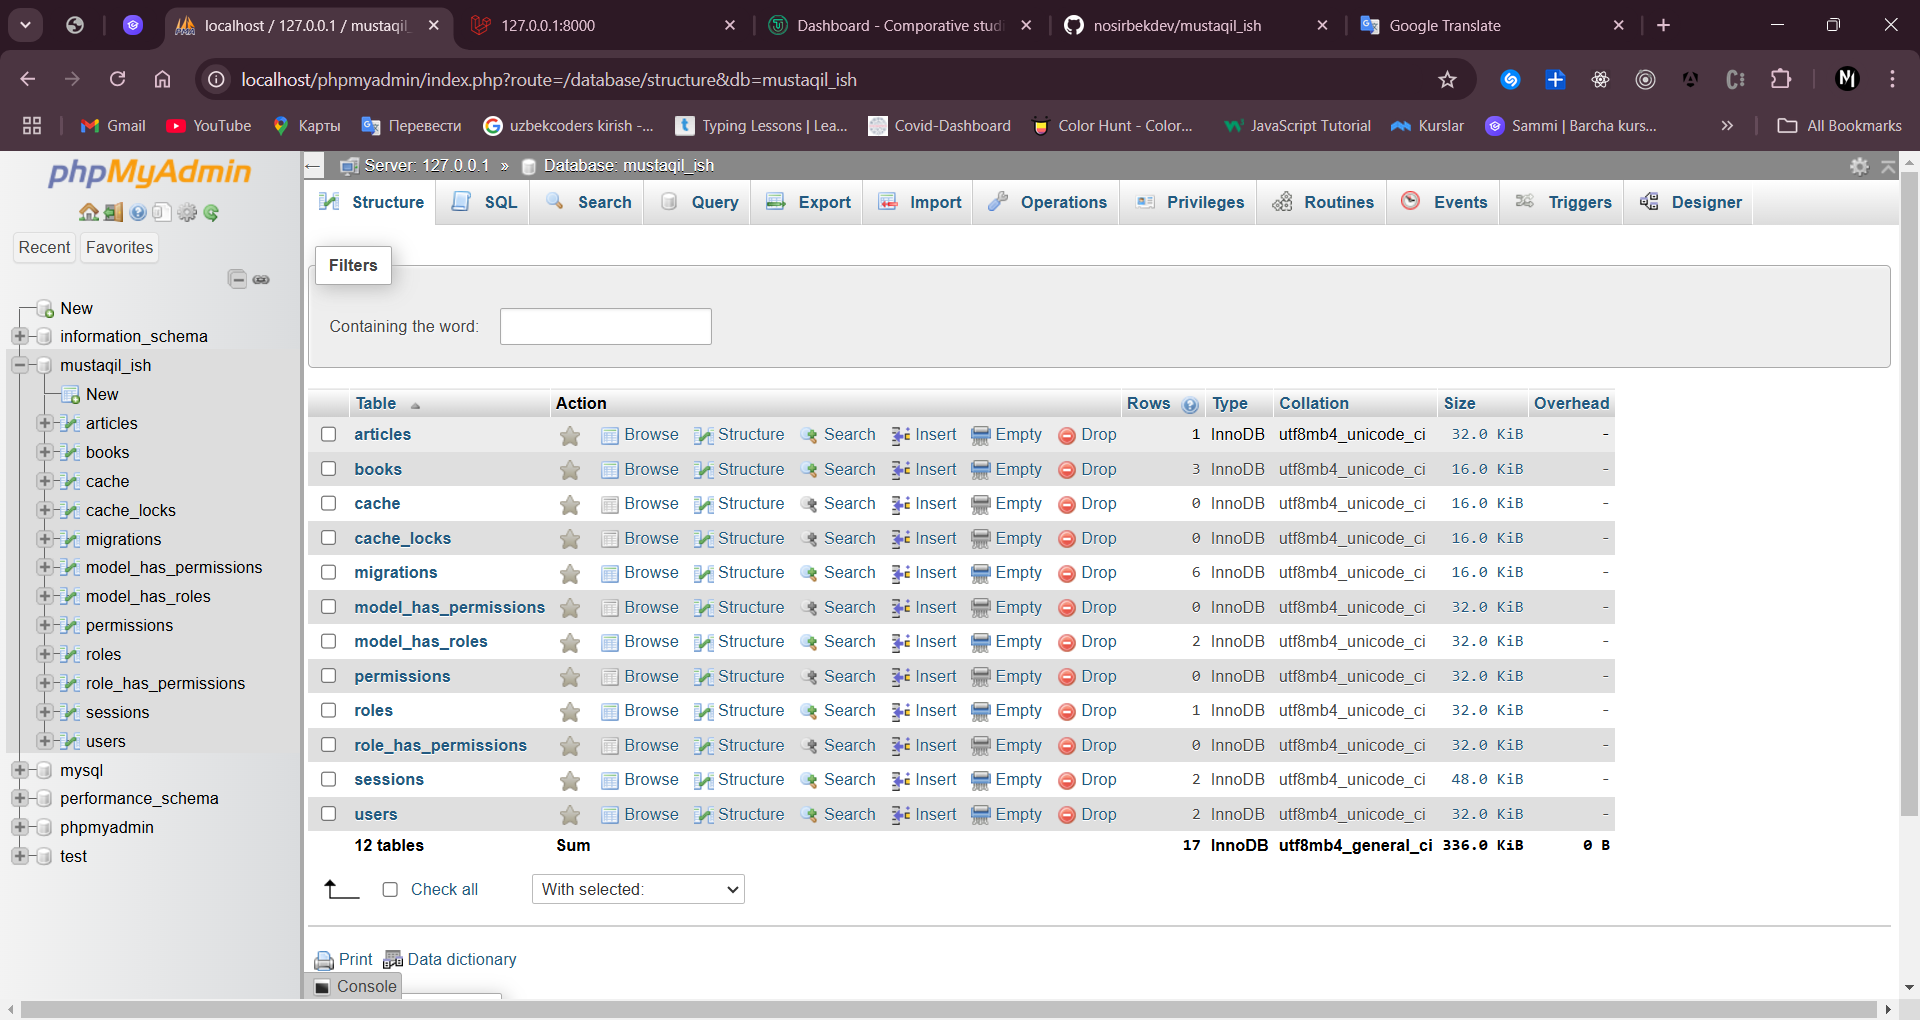 localhost / 127.0.0.1 / mustaqil_
127.0.0.1:8000
Dashboard - Comporative studi
nosirbekdev/mustaqil_ish
Google Translate
localhost/phpmyadmin/index.php?route=/database/structure&db=mustaqil_ish
Gmail
YouTube
Карты
Перевести
uzbekcoders kirish -...
Typing Lessons | Lea...
Covid-Dashboard
Color Hunt - Color...
JavaScript Tutorial
Kurslar
Sammi | Barcha kurs...
All Bookmarks
phpMyAdmin
Recent Favorites
New
information_schema
mustaqil_ish
New
articles
books
cache
cache_locks
migrations
model_has_permissions
model_has_roles
permissions
roles
role_has_permissions
sessions
users
mysql
performance_schema
phpmyadmin
test
Server: 127.0.0.1 » Database: mustaqil_ish
Structure SQL Search Query Export Import Operations Privileges Routines Events Triggers Designer
Filters
Containing the word:
Table Action Rows Type Collation Size Overhead
articles Browse Structure Search Insert Empty Drop 1 InnoDB utf8mb4_unicode_ci 32.0 KiB -
books Browse Structure Search Insert Empty Drop 3 InnoDB utf8mb4_unicode_ci 16.0 KiB -
cache Browse Structure Search Insert Empty Drop 0 InnoDB utf8mb4_unicode_ci 16.0 KiB -
cache_locks Browse Structure Search Insert Empty Drop 0 InnoDB utf8mb4_unicode_ci 16.0 KiB -
migrations Browse Structure Search Insert Empty Drop 6 InnoDB utf8mb4_unicode_ci 16.0 KiB -
model_has_permissions Browse Structure Search Insert Empty Drop 0 InnoDB utf8mb4_unicode_ci 32.0 KiB -
model_has_roles Browse Structure Search Insert Empty Drop 2 InnoDB utf8mb4_unicode_ci 32.0 KiB -
permissions Browse Structure Search Insert Empty Drop 0 InnoDB utf8mb4_unicode_ci 32.0 KiB -
roles Browse Structure Search Insert Empty Drop 1 InnoDB utf8mb4_unicode_ci 32.0 KiB -
role_has_permissions Browse Structure Search Insert Empty Drop 0 InnoDB utf8mb4_unicode_ci 32.0 KiB -
sessions Browse Structure Search Insert Empty Drop 2 InnoDB utf8mb4_unicode_ci 48.0 KiB -
users Browse Structure Search Insert Empty Drop 2 InnoDB utf8mb4_unicode_ci 32.0 KiB -
12 tables Sum 17 InnoDB utf8mb4_general_ci 336.0 KiB 0 B
Check all With selected:
Print Data dictionary
Console